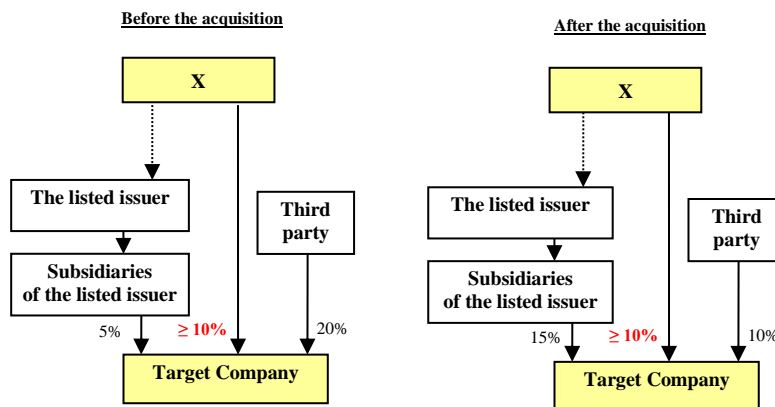 Before the acquisition
X
The listed issuer
Third
party
Subsidiaries
of the listed issuer
5%
≥ 10%
20%
Target Company
After the acquisition
X
The listed issuer
Third
party
Subsidiaries
of the listed issuer
15%
≥10%
10%
Target Company